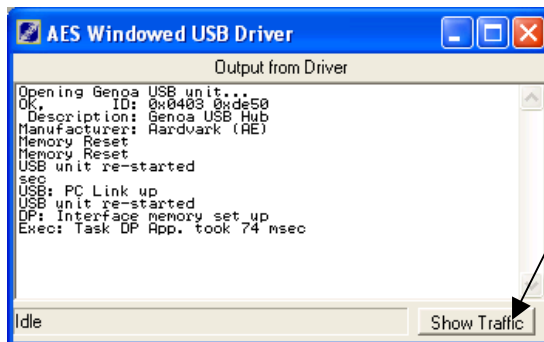 AES Windowed USB Driver
Output from Driver
Opening Genoa USB unit...
OK, ID: 0x0403 0xde50
Description: Genoa USB Hub
Manufacturer: Aardvark (AE)
Memory Reset
Memory Reset
USB unit re-started
sec
USB: PC Link up
USB unit re-started
DP: Interface memory set up
Exec: Task DP App. took 74 msec
Idle
Show Traffic